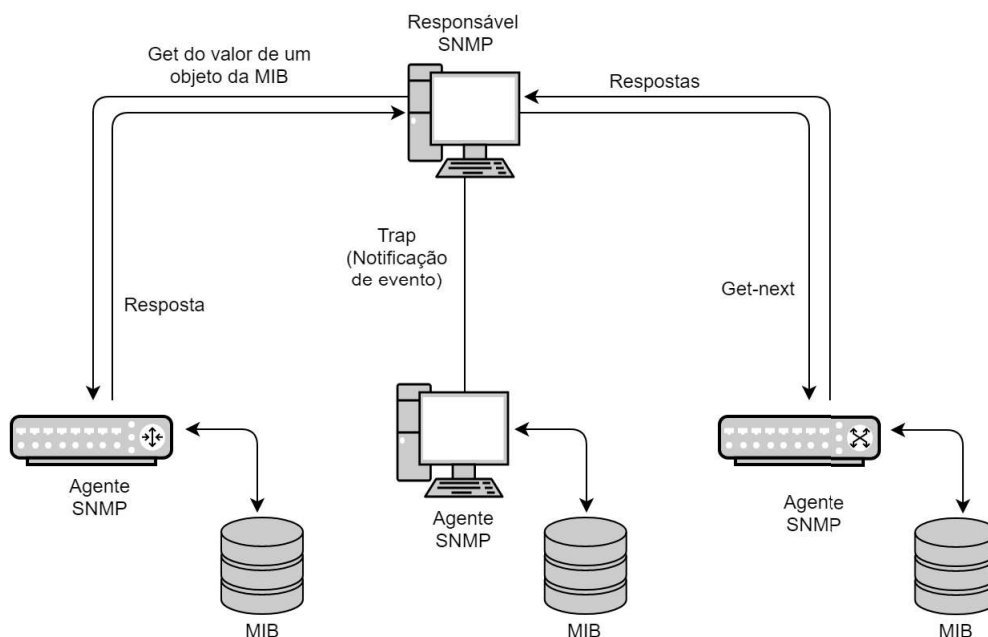 Responsável
SNMP
Get do valor de um
objeto da MIB
Respostas
Trap
(Notificação
de evento)
Resposta
Get-next
Agente
SNMP
Agente
SNMP
Agente
SNMP
MIB
MIB
MIB